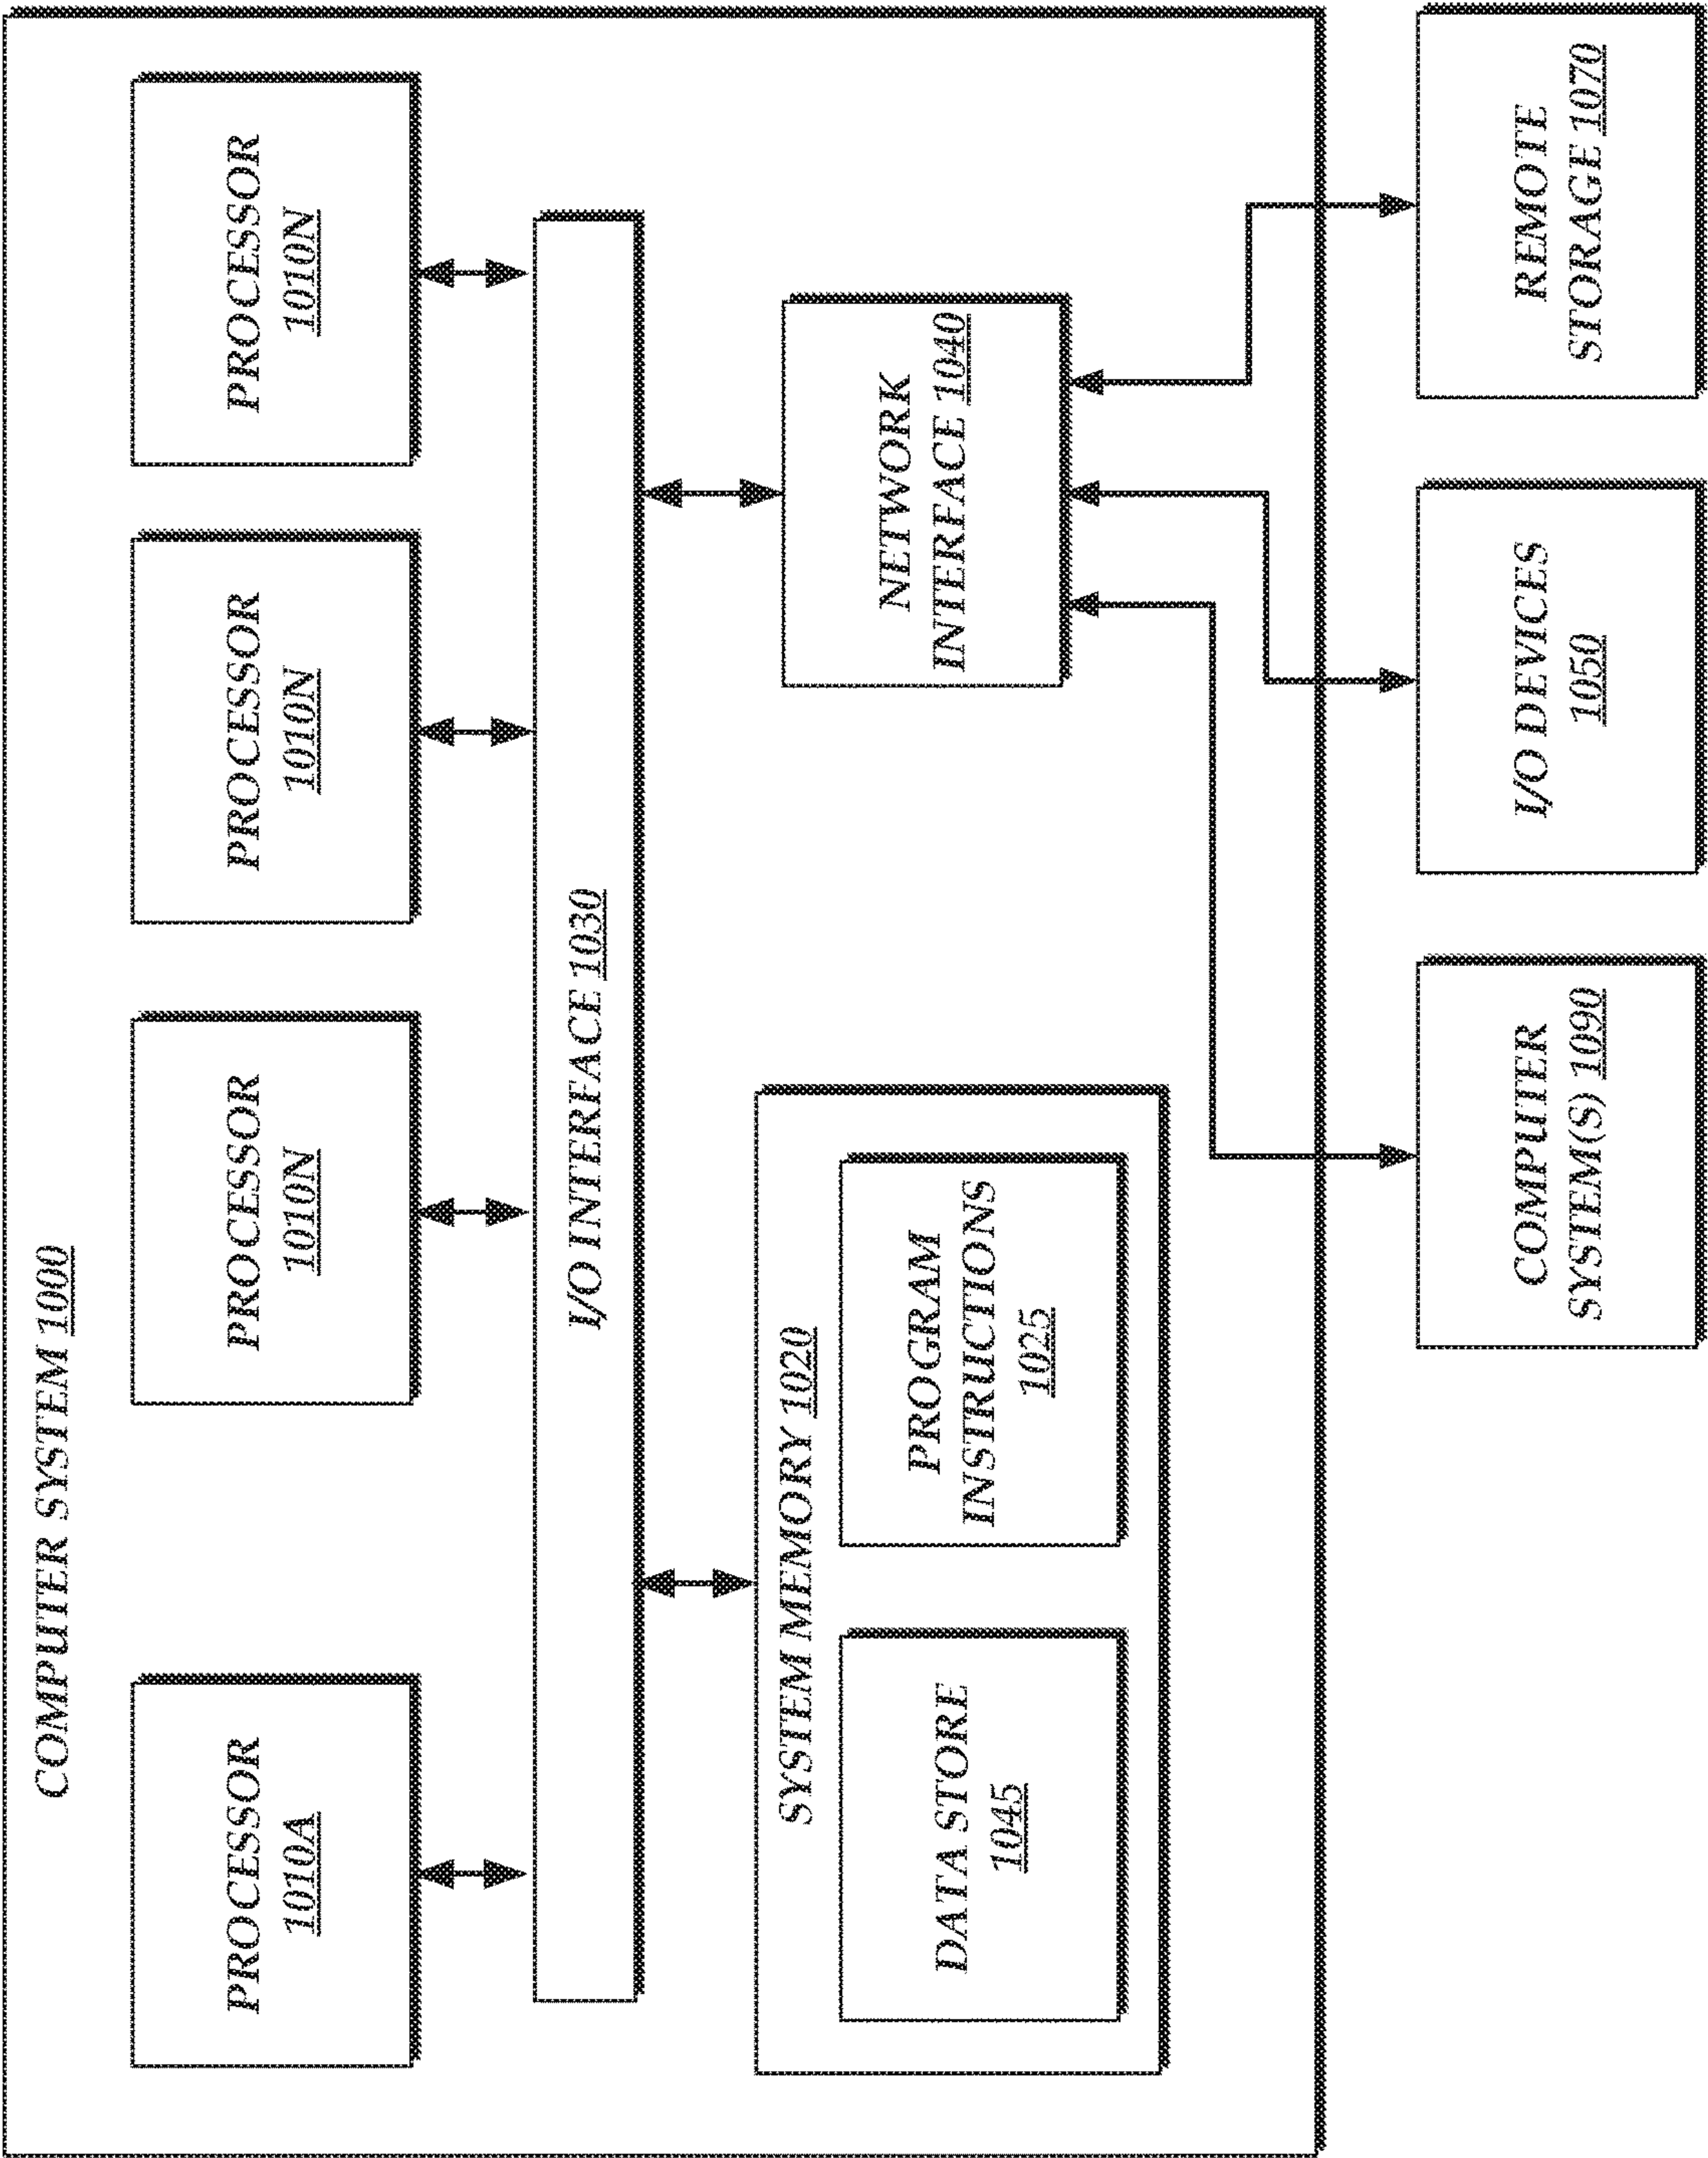 COMPUTER SYSTEM 1000
PROCESSOR
1010A
PROCESSOR
1010N
PROCESSOR
1010N
PROCESSOR
1010N
I/O INTERFACE 1030
SYSTEM MEMORY 1020
DATA STORE
1045
PROGRAM
INSTRUCTIONS
1025
NETWORK
INTERFACE 1040
COMPUTER
SYSTEM(S) 1090
I/O DEVICES
1050
REMOTE
STORAGE 1070